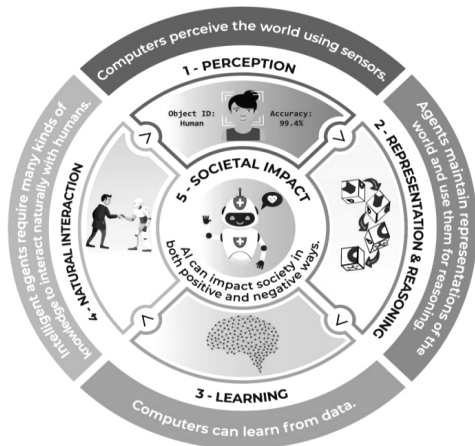 Computers perceive the world using sensors.
1 - PERCEPTION
Object ID:
Human
Accuracy:
99.4%
2 - REPRESENTATION & REASONING
Agents maintain representations of the
world and use them for reasoning.
3 - LEARNING
Computers can learn from data.
4 - NATURAL INTERACTION
Intelligent agents require many kinds of
knowledge to interact naturally with humans.
5 - SOCIETAL IMPACT
AI can impact society in
both positive and negative ways.